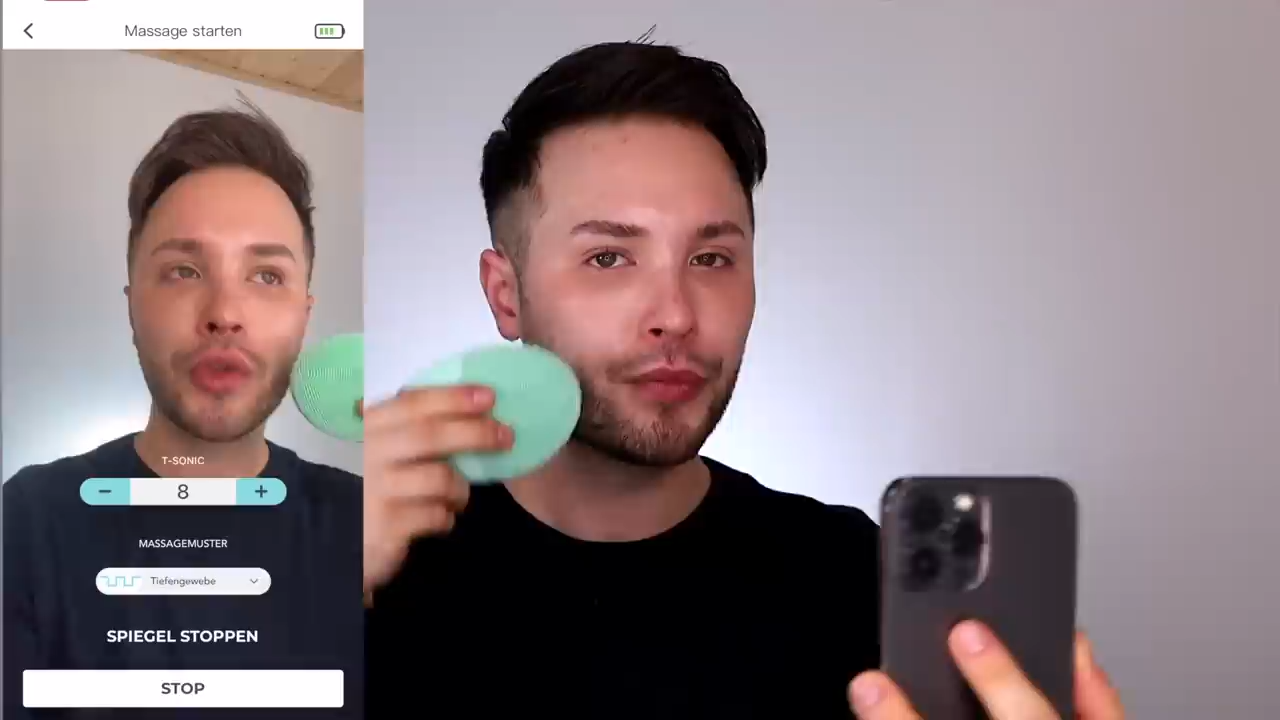 Massage starten
T-SONIC
− 8 +
MASSAGEMUSTER
Tiefengewebe
SPIEGEL STOPPEN
STOP